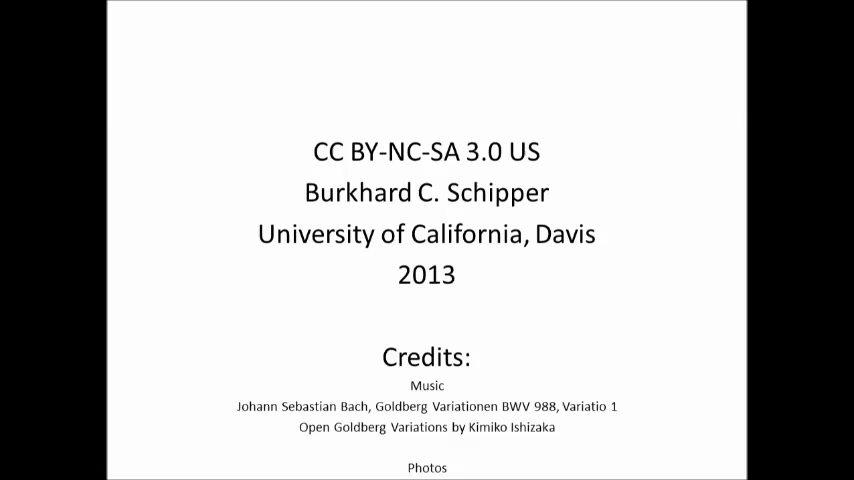 CC BY-NC-SA 3.0 US
Burkhard C. Schipper
University of California, Davis
2013
Credits:
Music
Johann Sebastian Bach, Goldberg Variationen BWV 988, Variatio 1
Open Goldberg Variations by Kimiko Ishizaka
Photos